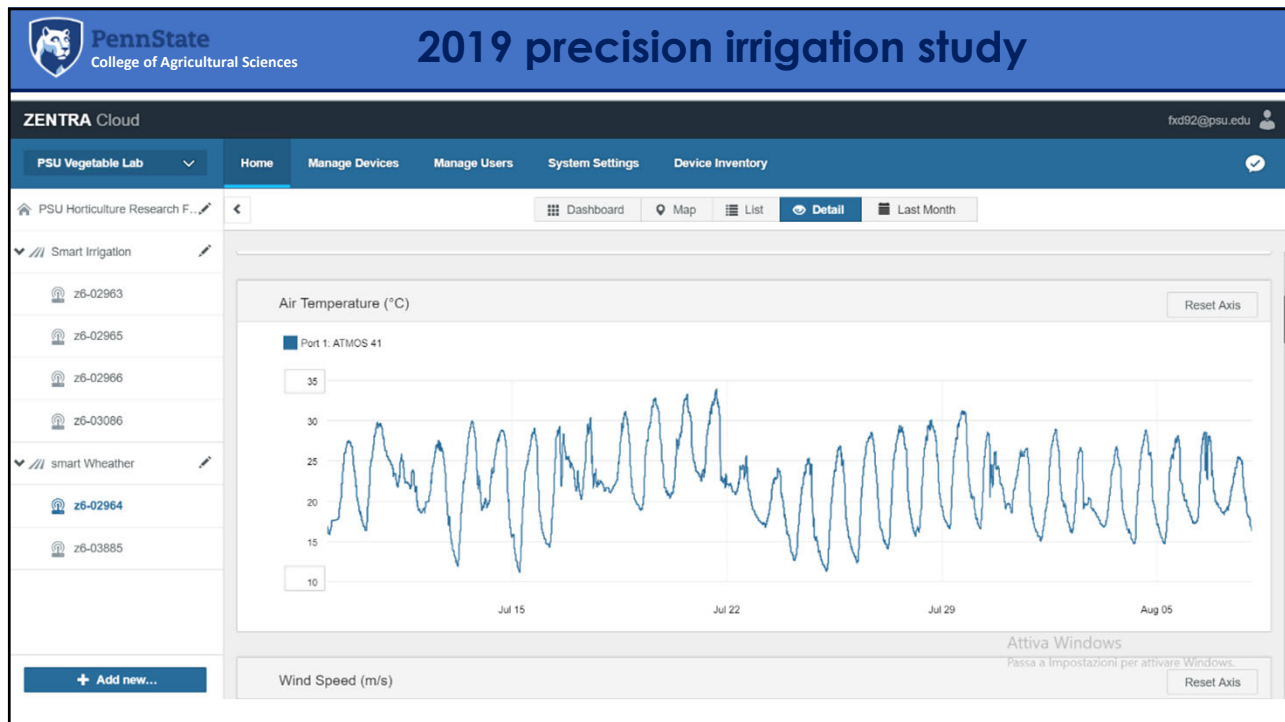 PennState
College of Agricultural Sciences
2019 precision irrigation study
ZENTRA Cloud
fxd92@psu.edu
PSU Vegetable Lab
Home
Manage Devices
Manage Users
System Settings
Device Inventory
PSU Horticulture Research F...
Dashboard
Map
List
Detail
Last Month
Smart Irrigation
z6-02963
z6-02965
z6-02966
z6-03086
smart Wheather
z6-02964
z6-03885
+ Add new...
Air Temperature (°C)
Reset Axis
Port 1: ATMOS 41
35
30
25
20
15
10
Jul 15
Jul 22
Jul 29
Aug 05
Attiva Windows
Passa a Impostazioni per attivare Windows.
Wind Speed (m/s)
Reset Axis